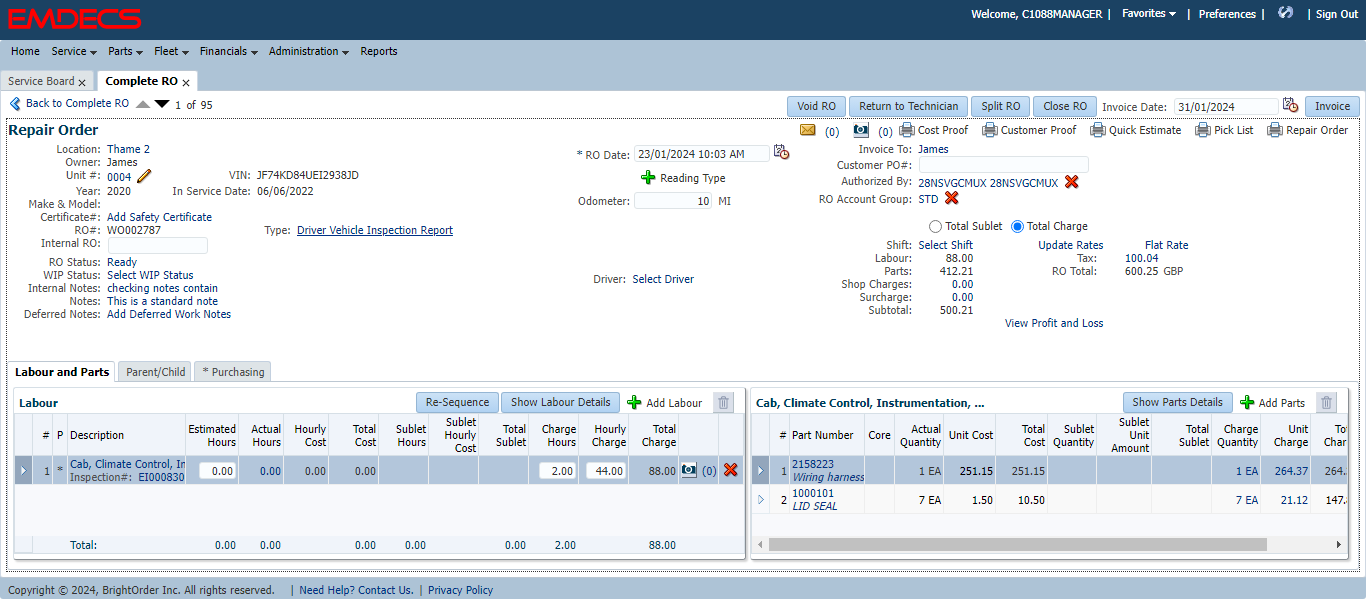 EMDECS
Welcome, C1088MANAGER | Favorites | Preferences | | Sign Out
Home Service Parts Fleet Financials Administration Reports
Service Board x Complete RO x
Back to Complete RO 1 of 95 Void RO Return to Technician Split RO Close RO Invoice Date: 31/01/2024 Invoice
Repair Order (0) (0) Cost Proof Customer Proof Quick Estimate Pick List Repair Order
Location: Thame 2 * RO Date: 23/01/2024 10:03 AM Invoice To: James
Owner: James Customer PO#:
Unit #: 0004 VIN: JF74KD84UEI2938JD Reading Type Authorized By: 28NSVGCMUX 28NSVGCMUX
Year: 2020 In Service Date: 06/06/2022 Odometer: 10 MI RO Account Group: STD
Make & Model:
Certificate#: Add Safety Certificate Total Sublet Total Charge
RO#: WO002787 Type: Driver Vehicle Inspection Report
Internal RO: Shift: Select Shift Update Rates Flat Rate
RO Status: Ready Labour: 88.00 Tax: 100.04
WIP Status: Select WIP Status Driver: Select Driver Parts: 412.21 RO Total: 600.25 GBP
Internal Notes: checking notes contain Shop Charges: 0.00
Notes: This is a standard note Surcharge: 0.00
Deferred Notes: Add Deferred Work Notes Subtotal: 500.21
View Profit and Loss
Labour and Parts Parent/Child * Purchasing
Labour Re-Sequence Show Labour Details Add Labour
# P Description Estimated Hours Actual Hours Hourly Cost Total Cost Sublet Hours Sublet Hourly Cost Total Sublet Charge Hours Hourly Charge Total Charge
1 * Cab, Climate Control, In 0.00 0.00 0.00 0.00 2.00 44.00 88.00 (0)
Inspection#: EI000830
Total: 0.00 0.00 0.00 0.00 0.00 2.00 88.00
Cab, Climate Control, Instrumentation, ... Show Parts Details Add Parts
# Part Number Core Actual Quantity Unit Cost Total Cost Sublet Quantity Sublet Unit Amount Total Sublet Charge Quantity Unit Charge Tot Char
1 2158223 1 EA 251.15 251.15 1 EA 264.37 264.
Wiring harness
2 1000101 7 EA 1.50 10.50 7 EA 21.12 147.
LID SEAL
Copyright © 2024, BrightOrder Inc. All rights reserved. | Need Help? Contact Us. | Privacy Policy